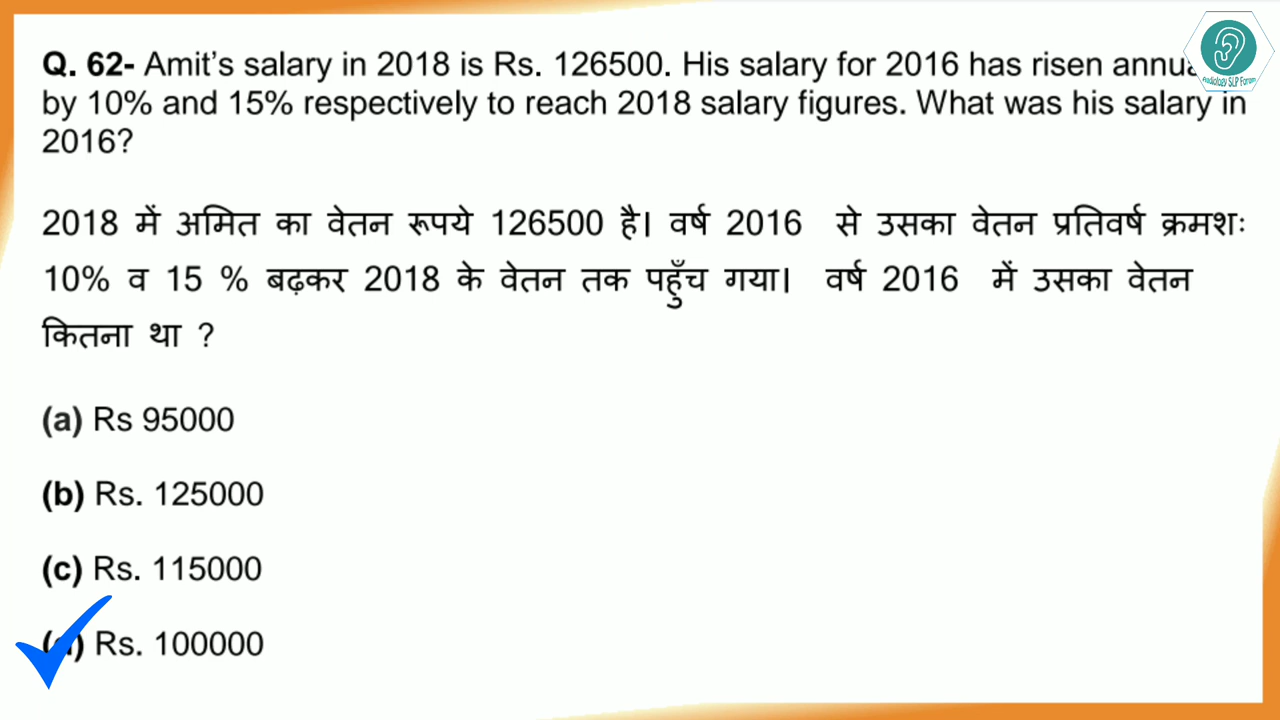 Q. 62- Amit's salary in 2018 is Rs. 126500. His salary for 2016 has risen
by 10% and 15% respectively to reach 2018 salary figures. What was his salary in
2016?
2018 में अमित का वेतन रूपये 126500 है। वर्ष 2016 से उसका वेतन प्रतिवर्ष क्रमशः
10% व 15 % बढ़कर 2018 के वेतन तक पहुँच गया। वर्ष 2016 में उसका वेतन
कितना था ?
(a) Rs 95000
(b) Rs. 125000
(c) Rs. 115000
Rs. 100000
Audiology SLP Forum